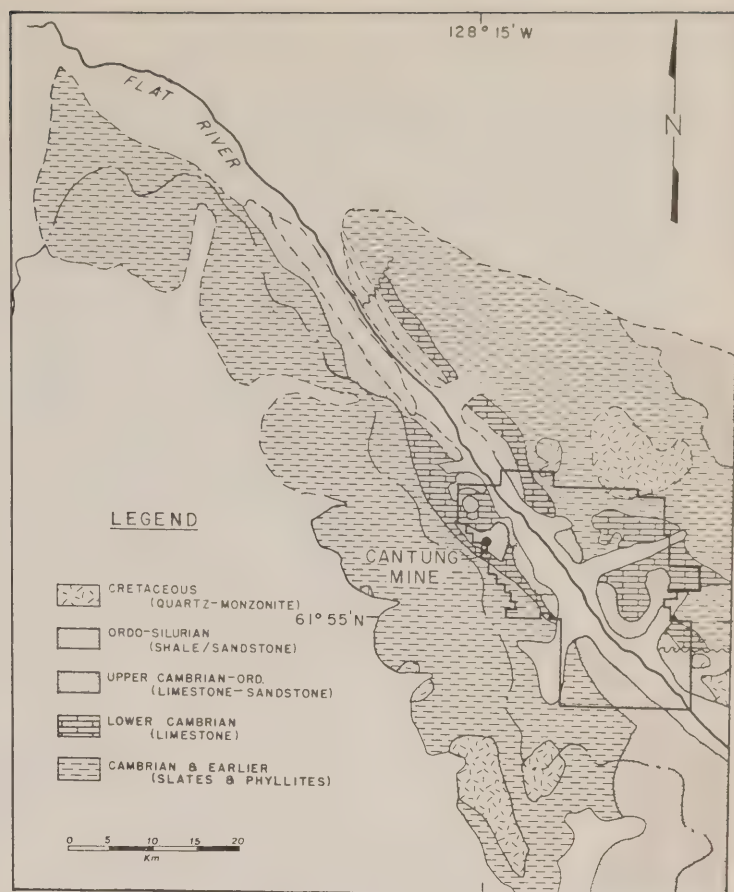 128° 15' W
FLAT
RIVER
N
LEGEND
CRETACEOUS
(QUARTZ-MONZONITE)
ORDO-SILURIAN
(SHALE/SANDSTONE)
UPPER CAMBRIAN-ORD.
(LIMESTONE-SANDSTONE)
LOWER CAMBRIAN
(LIMESTONE)
CAMBRIAN & EARLIER
(SLATES & PHYLLITES)
CANTUNG
MINE
61° 55' N
0 5 10 15 20
Km